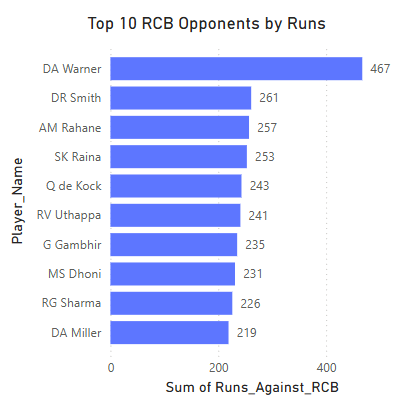 Top 10 RCB Opponents by Runs
Player_Name
DA Warner 467
DR Smith 261
AM Rahane 257
SK Raina 253
Q de Kock 243
RV Uthappa 241
G Gambhir 235
MS Dhoni 231
RG Sharma 226
DA Miller 219
0 200 400
Sum of Runs_Against_RCB